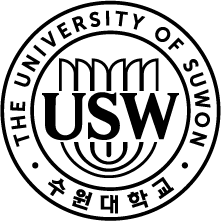 THE UNIVERSITY OF SUWON
USW
수원대학교